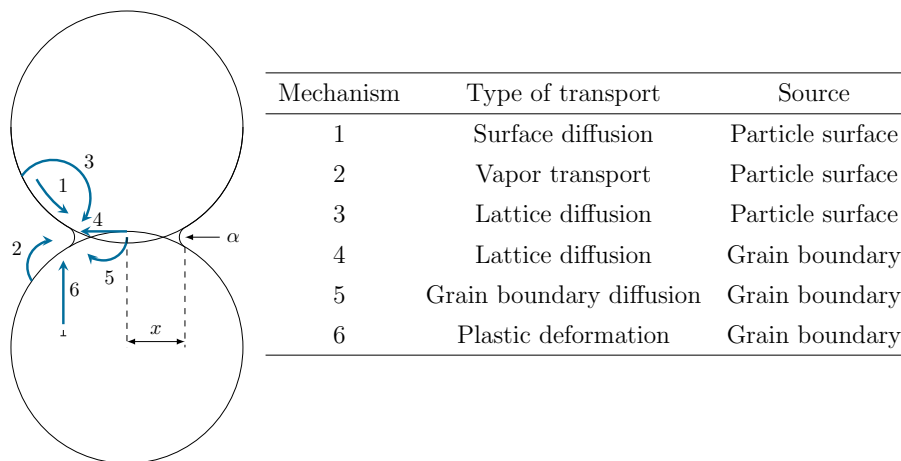 3
1
4
α
2
5
6
x
Mechanism Type of transport Source
1 Surface diffusion Particle surface
2 Vapor transport Particle surface
3 Lattice diffusion Particle surface
4 Lattice diffusion Grain boundary
5 Grain boundary diffusion Grain boundary
6 Plastic deformation Grain boundary